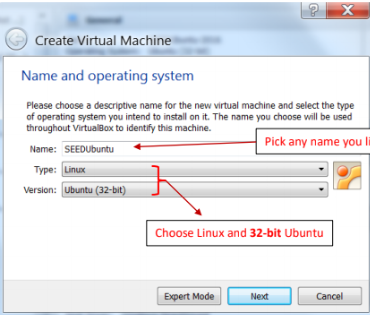 General
Create Virtual Machine
Name and operating system
Please choose a descriptive name for the new virtual machine and select the type
of operating system you intend to install on it. The name you choose will be used
throughout VirtualBox to identify this machine.
Name: SEEDUbuntu
Pick any name you li
Type: Linux
Version: Ubuntu (32-bit)
Choose Linux and 32-bit Ubuntu
Expert Mode Next Cancel